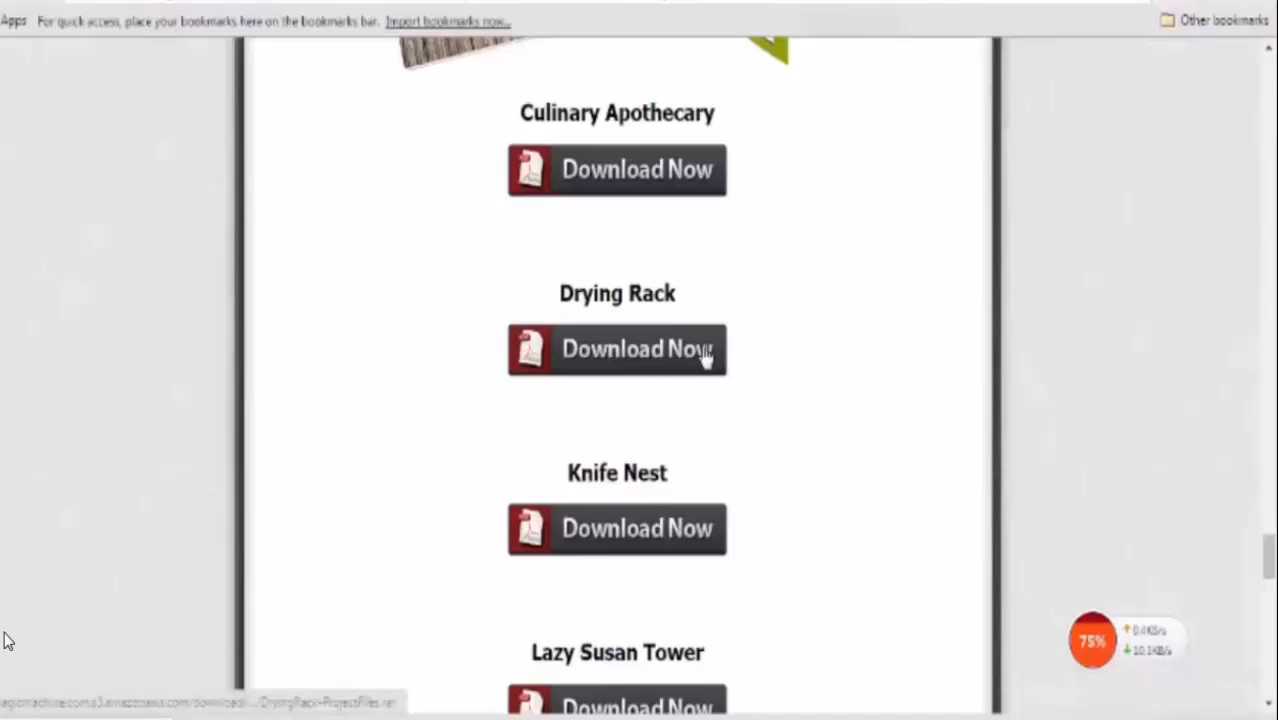 Apps For quick access, place your bookmarks here on the bookmarks bar. Import bookmarks now... Other bookmarks
Culinary Apothecary
Download Now
Drying Rack
Download Now
Knife Nest
Download Now
Lazy Susan Tower
Download Now
75%